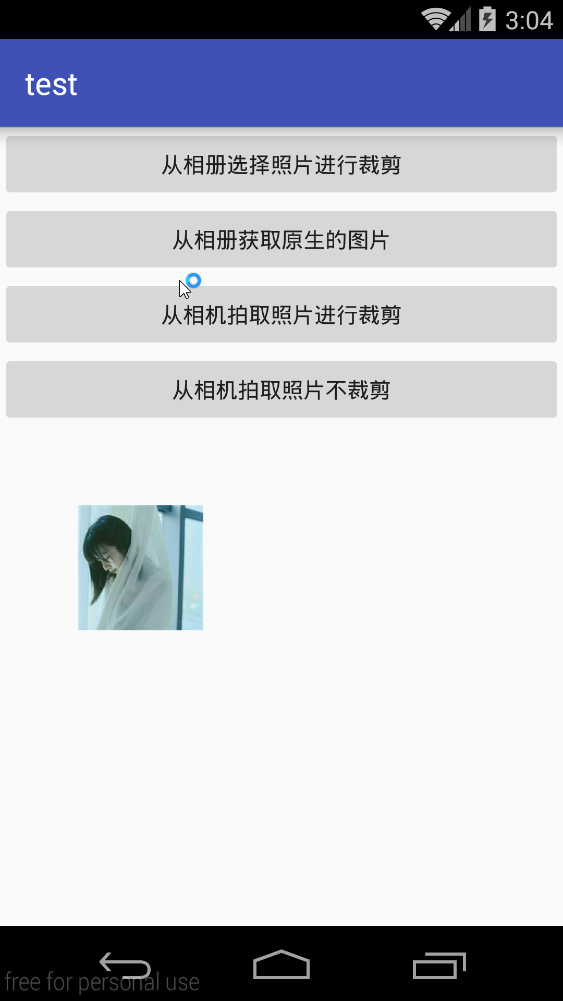 3:04
test
从相册选择照片进行裁剪
从相册获取原生的图片
从相机拍取照片进行裁剪
从相机拍取照片不裁剪
free for personal use